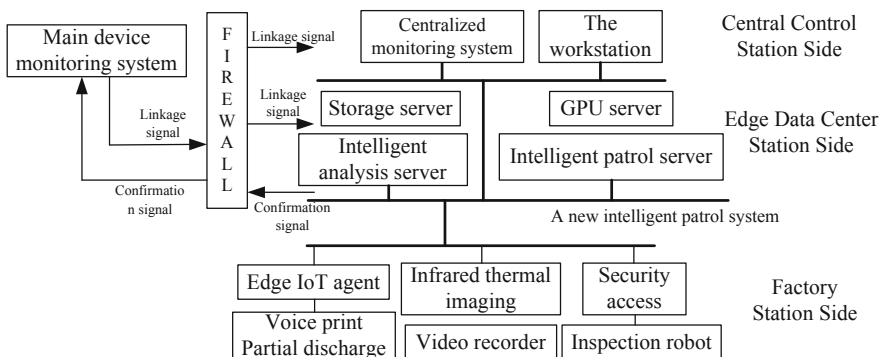 Main device
monitoring system
Linkage
signal
Confirmatio
n signal
F
I
R
E
W
A
L
L
Linkage signal
Linkage
signal
Confirmation
signal
Centralized
monitoring system
The
workstation
Central Control
Station Side
Storage server
GPU server
Intelligent
analysis server
Intelligent patrol server
Edge Data Center
Station Side
A new intelligent patrol system
Edge IoT agent
Infrared thermal
imaging
Security
access
Voice print
Partial discharge
Video recorder
Inspection robot
Factory
Station Side